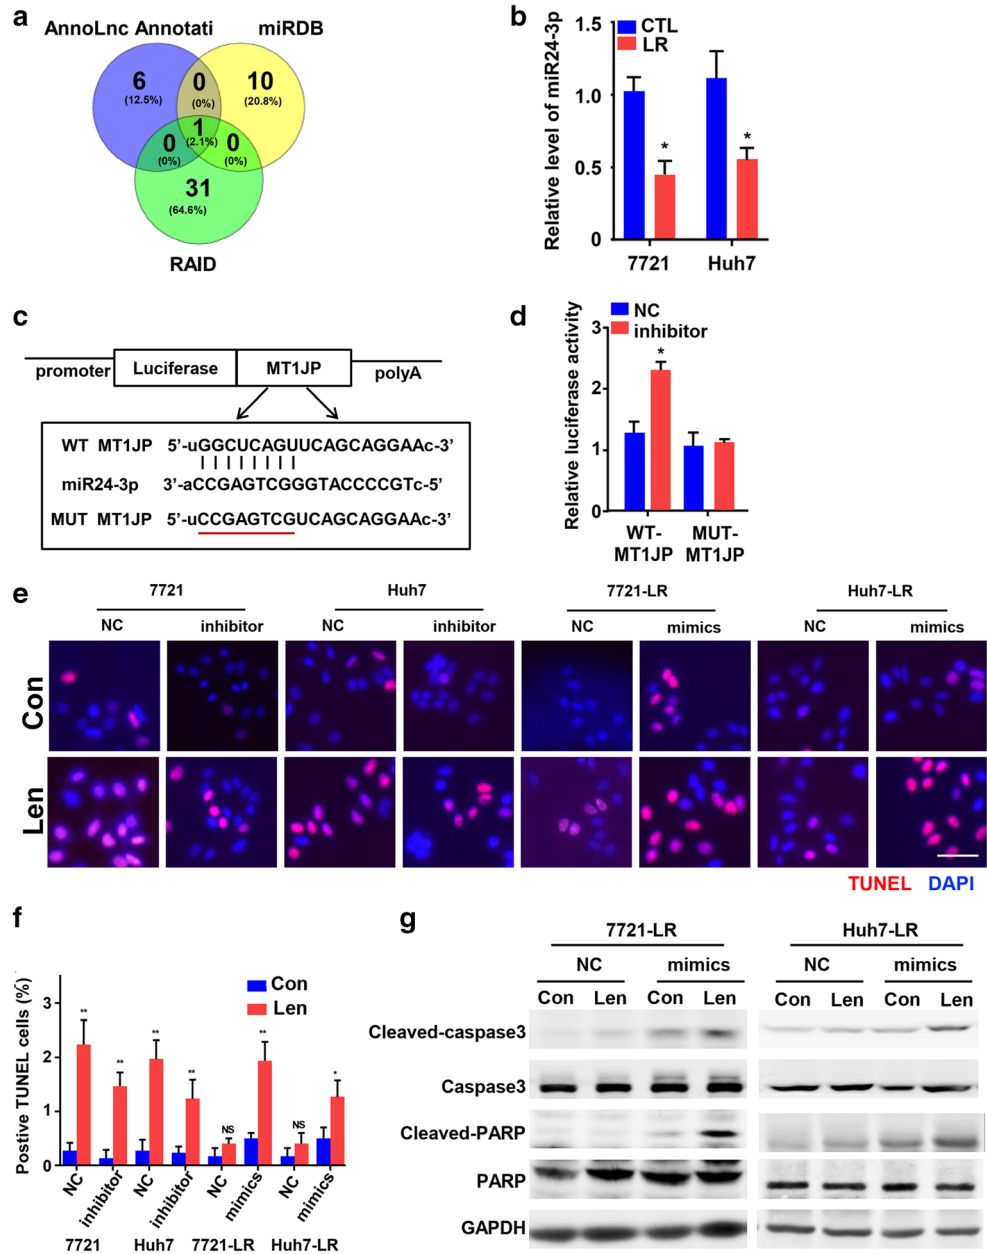 a
AnnoLnc Annotati
miRDB
6
(12.5%)
0
(0%)
10
(20.8%)
1
(2.1%)
0
(0%)
0
(0%)
31
(64.6%)
RAID
b
Relative level of miR24-3p
CTL
LR
1.5
1.0
0.5
0
*
*
7721
Huh7
c
promoter
Luciferase
MT1JP
polyA
WT MT1JP 5’-uGGCUCAGUUCAGCAGGAAc-3’
miR24-3p 3’-aCCGAGTCGGGTACCCCGTc-5’
MUT MT1JP 5’-uCCGAGTCGUCAGCAGGAAc-3’
d
Relative luciferase activity
NC
inhibitor
3
2
1
0
*
WT-
MT1JP
MUT-
MT1JP
e
7721
Huh7
7721-LR
Huh7-LR
NC
inhibitor
NC
inhibitor
NC
mimics
NC
mimics
Con
Len
TUNEL
DAPI
f
Postive TUNEL cells (%)
Con
Len
3
2
1
0
**
**
**
**
NS
**
NS
*
NC
inhibitor
NC
inhibitor
NC
mimics
NC
mimics
7721
Huh7
7721-LR
Huh7-LR
g
7721-LR
Huh7-LR
NC
mimics
NC
mimics
Con
Len
Con
Len
Con
Len
Con
Len
Cleaved-caspase3
Caspase3
Cleaved-PARP
PARP
GAPDH